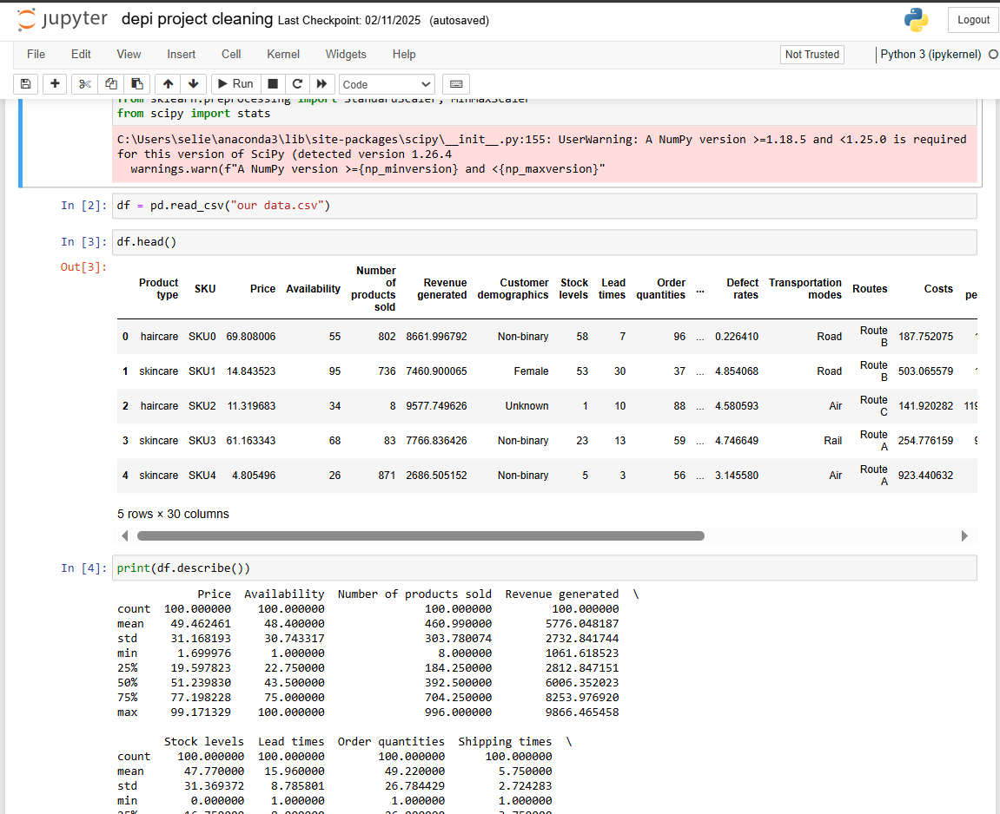 jupyter depi project cleaning Last Checkpoint: 02/11/2025 (autosaved) Logout
File Edit View Insert Cell Kernel Widgets Help Not Trusted Python 3 (ipykernel)
Run Code
from sklearn.preprocessing import StandardScaler, MinMaxScaler
from scipy import stats
C:\Users\selie\anaconda3\lib\site-packages\scipy\__init__.py:155: UserWarning: A NumPy version >=1.18.5 and <1.25.0 is required
for this version of SciPy (detected version 1.26.4
warnings.warn(f"A NumPy version >={np_minversion} and <{np_maxversion}"
In [2]: df = pd.read_csv("our data.csv")
In [3]: df.head()
Out[3]:
Product type SKU Price Availability Number of products sold Revenue generated Customer demographics Stock levels Lead times Order quantities ... Defect rates Transportation modes Routes Costs pe
0 haircare SKU0 69.808006 55 802 8661.996792 Non-binary 58 7 96 ... 0.226410 Road Route B 187.752075
1 skincare SKU1 14.843523 95 736 7460.900065 Female 53 30 37 ... 4.854068 Road Route B 503.065579
2 haircare SKU2 11.319683 34 8 9577.749626 Unknown 1 10 88 ... 4.580593 Air Route C 141.920282 119
3 skincare SKU3 61.163343 68 83 7766.836426 Non-binary 23 13 59 ... 4.746649 Rail Route A 254.776159
4 skincare SKU4 4.805496 26 871 2686.505152 Non-binary 5 3 56 ... 3.145580 Air Route A 923.440632
5 rows × 30 columns
In [4]: print(df.describe())
Price Availability Number of products sold Revenue generated \
count 100.000000 100.000000 100.000000 100.000000
mean 49.462461 48.400000 460.990000 5776.048187
std 31.168193 30.743317 303.780074 2732.841744
min 1.699976 1.000000 8.000000 1061.618523
25% 19.597823 22.750000 184.250000 2812.847151
50% 51.239830 43.500000 392.500000 6006.352023
75% 77.198228 75.000000 704.250000 8253.976920
max 99.171329 100.000000 996.000000 9866.465458
Stock levels Lead times Order quantities Shipping times \
count 100.000000 100.000000 100.000000 100.000000
mean 47.770000 15.960000 49.220000 5.750000
std 31.369372 8.785801 26.784429 2.724283
min 0.000000 1.000000 1.000000 1.000000